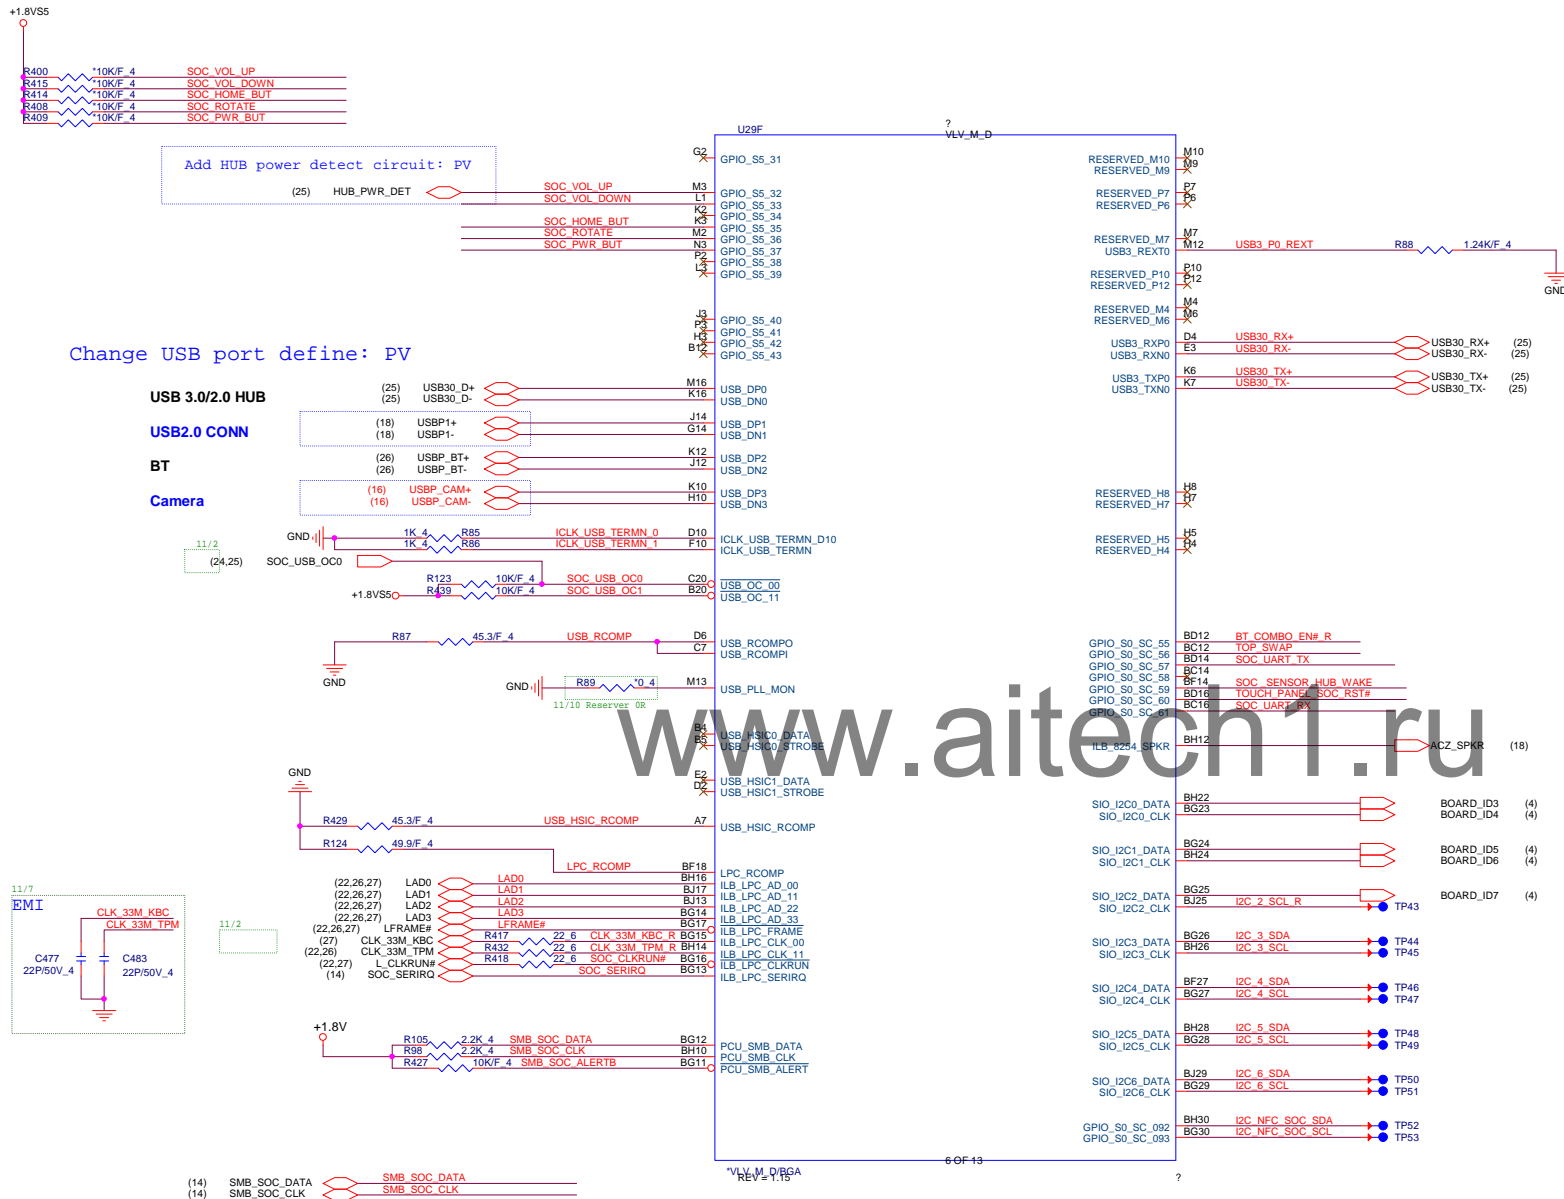 +1.8VS5
R400 *10K/F_4 SOC_VOL_UP
R415 *10K/F_4 SOC_VOL_DOWN
R414 *10K/F_4 SOC_HOME_BUT
R408 *10K/F_4 SOC_ROTATE
R409 *10K/F_4 SOC_PWR_BUT
U29F
?
VLV_M_D
Add HUB power detect circuit: PV
(25) HUB_PWR_DET
G2 GPIO_S5_31
SOC_VOL_UP M3 GPIO_S5_32
SOC_VOL_DOWN L1 GPIO_S5_33
K2 GPIO_S5_34
SOC_HOME_BUT K3 GPIO_S5_35
SOC_ROTATE M2 GPIO_S5_36
SOC_PWR_BUT N3 GPIO_S5_37
P2 GPIO_S5_38
L3 GPIO_S5_39
J3 GPIO_S5_40
P3 GPIO_S5_41
H3 GPIO_S5_42
B12 GPIO_S5_43
Change USB port define: PV
USB 3.0/2.0 HUB
(25) USB30_D+ M16 USB_DP0
(25) USB30_D- K16 USB_DN0
USB2.0 CONN
(18) USBP1+ J14 USB_DP1
(18) USBP1- G14 USB_DN1
BT
(26) USBP_BT+ K12 USB_DP2
(26) USBP_BT- J12 USB_DN2
Camera
(16) USBP_CAM+ K10 USB_DP3
(16) USBP_CAM- H10 USB_DN3
GND 1K_4 R85 ICLK_USB_TERMN_0 D10 ICLK_USB_TERMN_D10
1K_4 R86 ICLK_USB_TERMN_1 F10 ICLK_USB_TERMN
11/2
(24,25) SOC_USB_OC0
R123 10K/F_4 SOC_USB_OC0 C20 USB_OC_00
+1.8VS5 R439 10K/F_4 SOC_USB_OC1 B20 USB_OC_11
R87 45.3/F_4 USB_RCOMP D6 USB_RCOMPO
C7 USB_RCOMPI
GND
GND R89 *0_4 M13 USB_PLL_MON
11/10 Reserver 0R
B4 USB_HSIC0_DATA
B5 USB_HSIC0_STROBE
E2 USB_HSIC1_DATA
D2 USB_HSIC1_STROBE
GND
R429 45.3/F_4 USB_HSIC_RCOMP A7 USB_HSIC_RCOMP
R124 49.9/F_4
LPC_RCOMP BF18 LPC_RCOMP
(22,26,27) LAD0 LAD0 BH16 ILB_LPC_AD_00
(22,26,27) LAD1 LAD1 BJ17 ILB_LPC_AD_11
(22,26,27) LAD2 LAD2 BJ13 ILB_LPC_AD_22
(22,26,27) LAD3 LAD3 BG14 ILB_LPC_AD_33
(22,26,27) LFRAME# LFRAME# BG17 ILB_LPC_FRAME
(27) CLK_33M_KBC R417 22_6 CLK_33M_KBC_R BG15 ILB_LPC_CLK_00
(22,26) CLK_33M_TPM R432 22_6 CLK_33M_TPM_R BH14 ILB_LPC_CLK_11
(22,27) L_CLKRUN# R418 22_6 SOC_CLKRUN# BG16 ILB_LPC_CLKRUN
(14) SOC_SERIRQ SOC_SERIRQ BG13 ILB_LPC_SERIRQ
11/2
11/7
EMI
CLK_33M_KBC
CLK_33M_TPM
C477 22P/50V_4
C483 22P/50V_4
+1.8V
R105 2.2K_4 SMB_SOC_DATA BG12 PCU_SMB_DATA
R98 2.2K_4 SMB_SOC_CLK BH10 PCU_SMB_CLK
R427 10K/F_4 SMB_SOC_ALERTB BG11 PCU_SMB_ALERT
(14) SMB_SOC_DATA SMB_SOC_DATA
(14) SMB_SOC_CLK SMB_SOC_CLK
RESERVED_M10 M10
RESERVED_M9 M9
RESERVED_P7 P7
RESERVED_P6 P6
RESERVED_M7 M7
USB3_REXT0 M12 USB3_P0_REXT R88 1.24K/F_4
GND
RESERVED_P10 P10
RESERVED_P12 P12
RESERVED_M4 M4
RESERVED_M6 M6
USB3_RXP0 D4 USB30_RX+ USB30_RX+ (25)
USB3_RXN0 E3 USB30_RX- USB30_RX- (25)
USB3_TXP0 K6 USB30_TX+ USB30_TX+ (25)
USB3_TXN0 K7 USB30_TX- USB30_TX- (25)
RESERVED_H8 H8
RESERVED_H7 H7
RESERVED_H5 H5
RESERVED_H4 H4
GPIO_S0_SC_55 BD12 BT_COMBO_EN#_R
GPIO_S0_SC_56 BC12 TOP_SWAP
GPIO_S0_SC_57 BD14 SOC_UART_TX
GPIO_S0_SC_58 BC14
GPIO_S0_SC_59 BF14 SOC_SENSOR_HUB_WAKE
GPIO_S0_SC_60 BD16 TOUCH_PANEL_SOC_RST#
GPIO_S0_SC_61 BC16 SOC_UART_RX
ILB_8254_SPKR BH12 ACZ_SPKR (18)
www.aitech1.ru
SIO_I2C0_DATA BH22 BOARD_ID3 (4)
SIO_I2C0_CLK BG23 BOARD_ID4 (4)
SIO_I2C1_DATA BG24 BOARD_ID5 (4)
SIO_I2C1_CLK BH24 BOARD_ID6 (4)
SIO_I2C2_DATA BG25 BOARD_ID7 (4)
SIO_I2C2_CLK BJ25 I2C_2_SCL_R TP43
SIO_I2C3_DATA BG26 I2C_3_SDA TP44
SIO_I2C3_CLK BH26 I2C_3_SCL TP45
SIO_I2C4_DATA BF27 I2C_4_SDA TP46
SIO_I2C4_CLK BG27 I2C_4_SCL TP47
SIO_I2C5_DATA BH28 I2C_5_SDA TP48
SIO_I2C5_CLK BG28 I2C_5_SCL TP49
SIO_I2C6_DATA BJ29 I2C_6_SDA TP50
SIO_I2C6_CLK BG29 I2C_6_SCL TP51
GPIO_S0_SC_092 BH30 I2C_NFC_SOC_SDA TP52
GPIO_S0_SC_093 BG30 I2C_NFC_SOC_SCL TP53
6 OF 13
*VLV_M_D/BGA
REV = 1.15
?